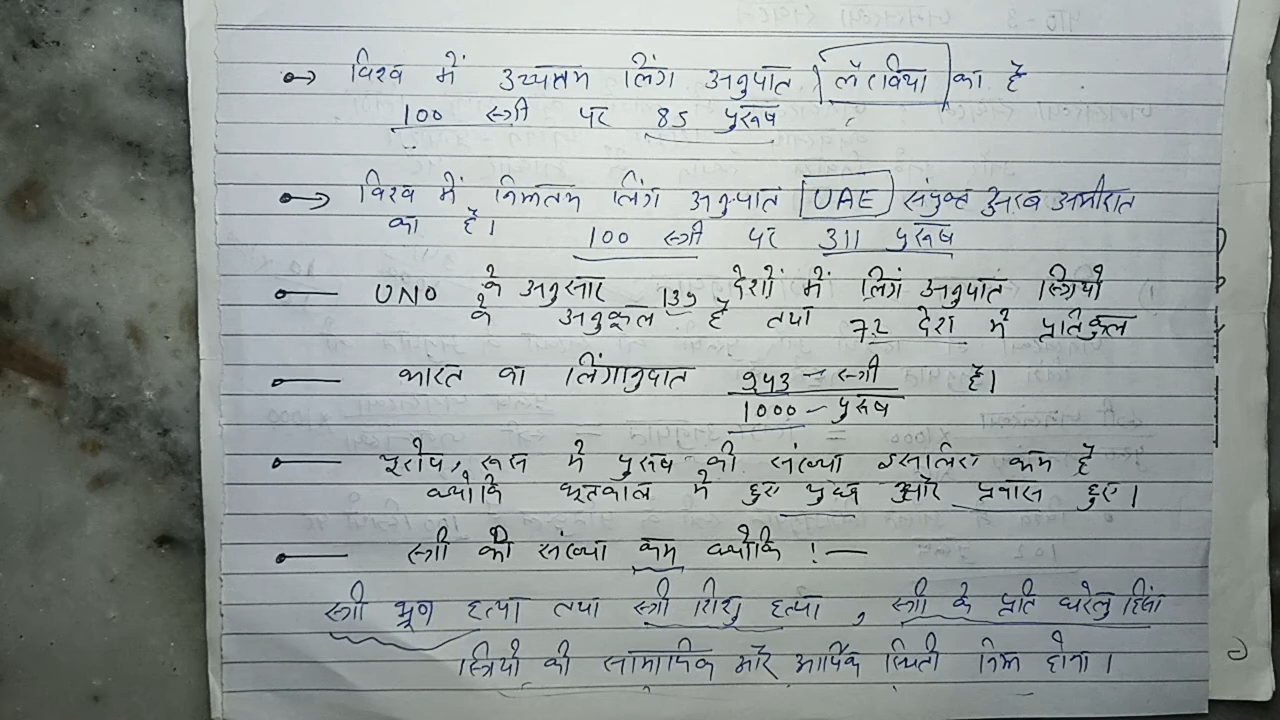 विश्व में उच्चतम लिंग अनुपात लॅटविया का है
100 स्त्री पर 85 पुरूष
विश्व में निम्नतम लिंग अनुपात UAE संयुक्त अरब अमीरात
का है। 100 स्त्री पर 311 पुरूष
UNO के अनुसार 139 देशों में लिंग अनुपात स्त्रियो
के अनुकूल है तथा 72 देश में प्रतिकूल
भारत का लिंगानुपात 943 - स्त्री है।
1000 - पुरूष
यूरोप, रूस में पुरूष की संख्या इसलिए कम है
क्योकि भूतकाल मे हुए युध्ध और प्रवास हुए।
स्त्री की संख्या कम क्योकि ! —
स्त्री भ्रूण हत्या तथा स्त्री शिशु हत्या, स्त्री के प्रति घरेलु हिंसा
स्त्रियो की सामाजिक और आर्थिक स्थिती निम्न होना।